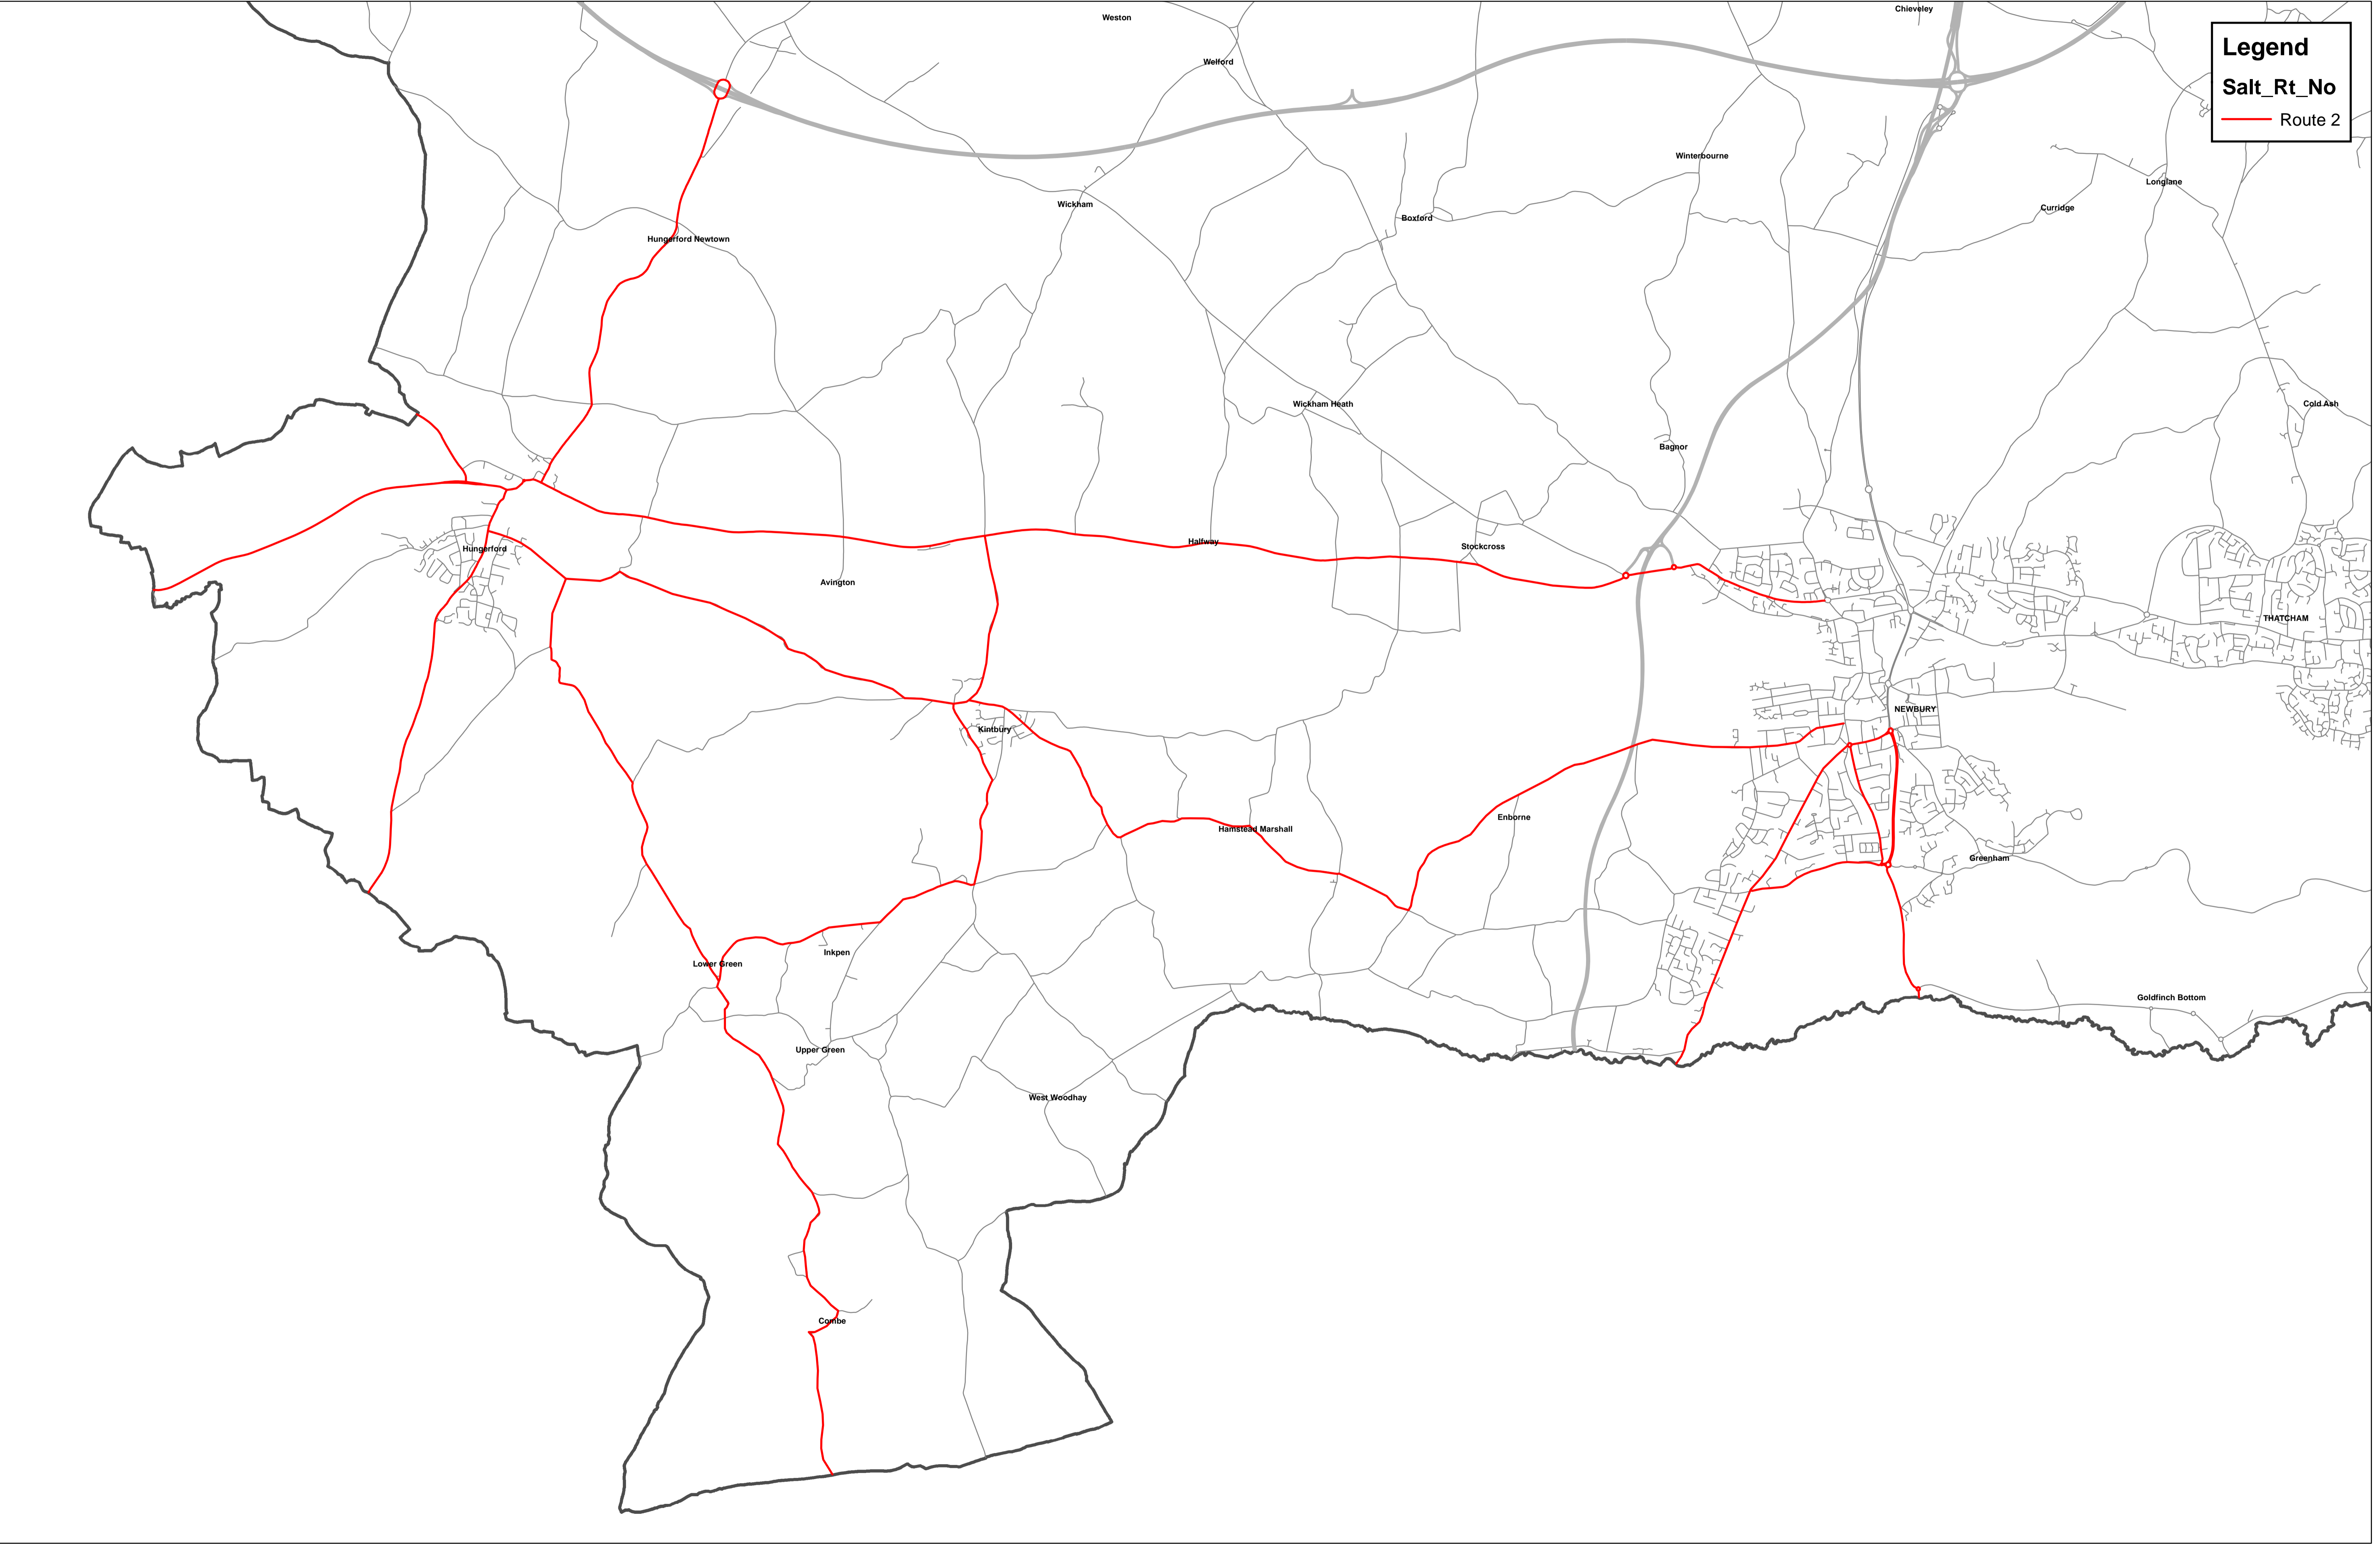 Weston
Chieveley
Legend
Salt_Rt_No
Route 2
Welford
Winterbourne
Longlane
Wickham
Curridge
Boxford
Hungerford Newtown
Wickham Heath
Cold Ash
Bagnor
Halfway
Stockcross
Hungerford
Avington
THATCHAM
NEWBURY
Kintbury
Enborne
Hamstead Marshall
Greenham
Inkpen
Lower Green
Goldfinch Bottom
Upper Green
West Woodhay
Combe